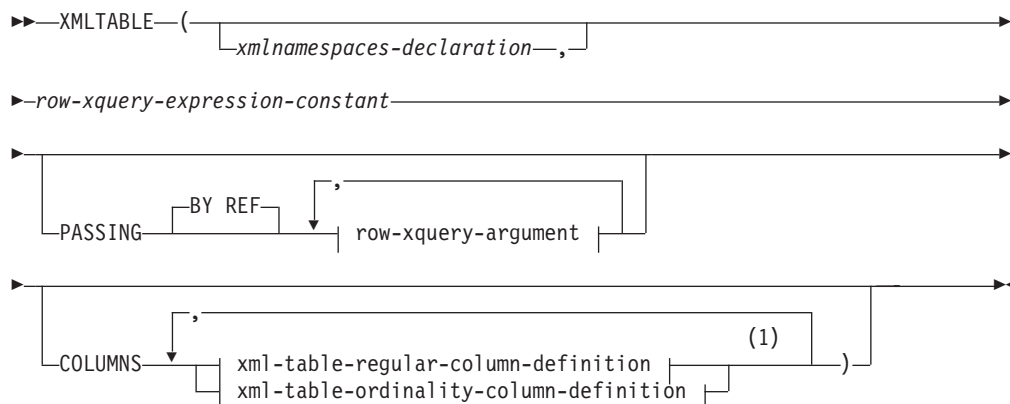 XMLTABLE (
xmlnamespaces-declaration ,
row-xquery-expression-constant
,
BY REF
PASSING row-xquery-argument
,
(1)
COLUMNS xml-table-regular-column-definition )
xml-table-ordinality-column-definition